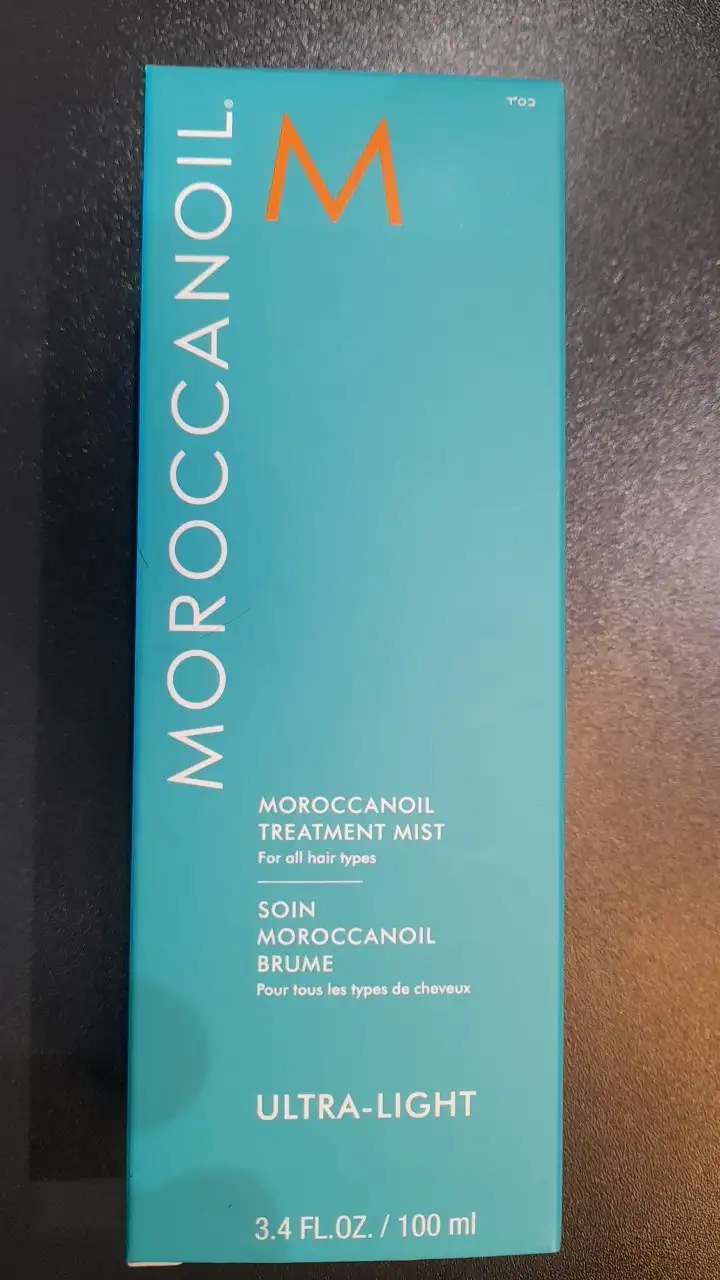 MOROCCANOIL®
M
MOROCCANOIL
TREATMENT MIST
For all hair types
SOIN
MOROCCANOIL
BRUME
Pour tous les types de cheveux
ULTRA-LIGHT
3.4 FL.OZ. / 100 ml